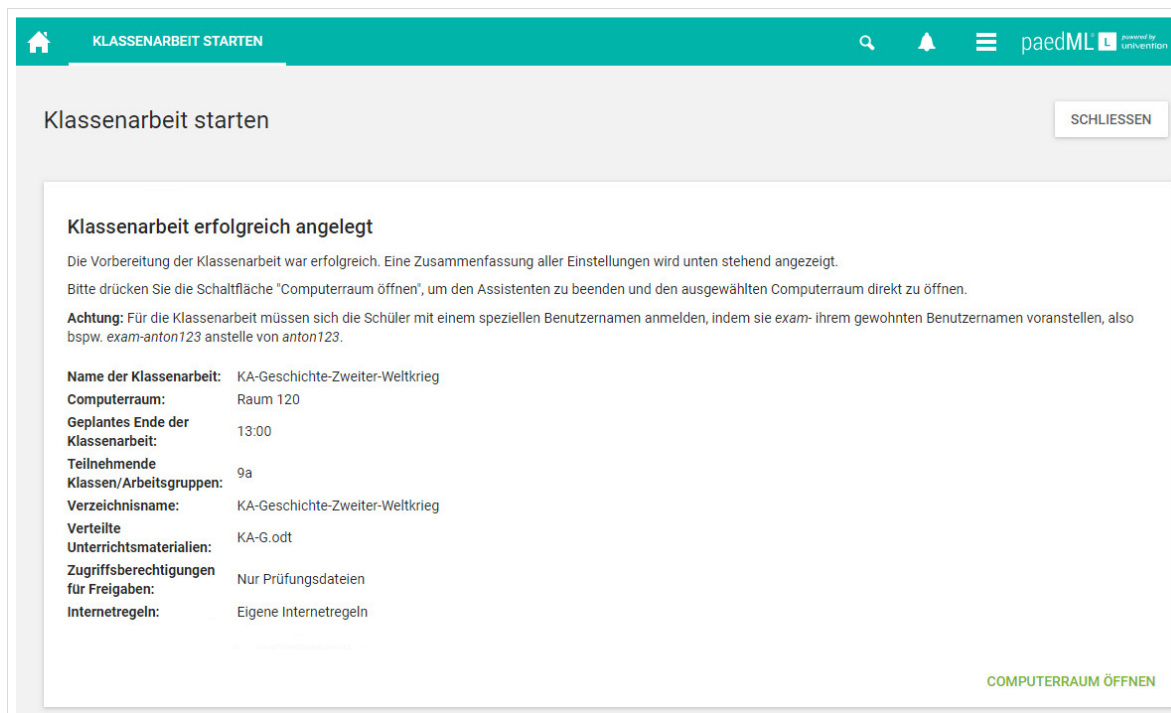 KLASSENARBEIT STARTEN
paedML L powered by univention
Klassenarbeit starten
SCHLIESSEN
Klassenarbeit erfolgreich angelegt
Die Vorbereitung der Klassenarbeit war erfolgreich. Eine Zusammenfassung aller Einstellungen wird unten stehend angezeigt.
Bitte drücken Sie die Schaltfläche "Computerraum öffnen", um den Assistenten zu beenden und den ausgewählten Computerraum direkt zu öffnen.
Achtung: Für die Klassenarbeit müssen sich die Schüler mit einem speziellen Benutzernamen anmelden, indem sie exam- ihrem gewohnten Benutzernamen voranstellen, also
bspw. exam-anton123 anstelle von anton123.
Name der Klassenarbeit: KA-Geschichte-Zweiter-Weltkrieg
Computerraum: Raum 120
Geplantes Ende der
Klassenarbeit: 13:00
Teilnehmende
Klassen/Arbeitsgruppen: 9a
Verzeichnisname: KA-Geschichte-Zweiter-Weltkrieg
Verteilte
Unterrichtsmaterialien: KA-G.odt
Zugriffsberechtigungen
für Freigaben: Nur Prüfungsdateien
Internetregeln: Eigene Internetregeln
COMPUTERRAUM ÖFFNEN